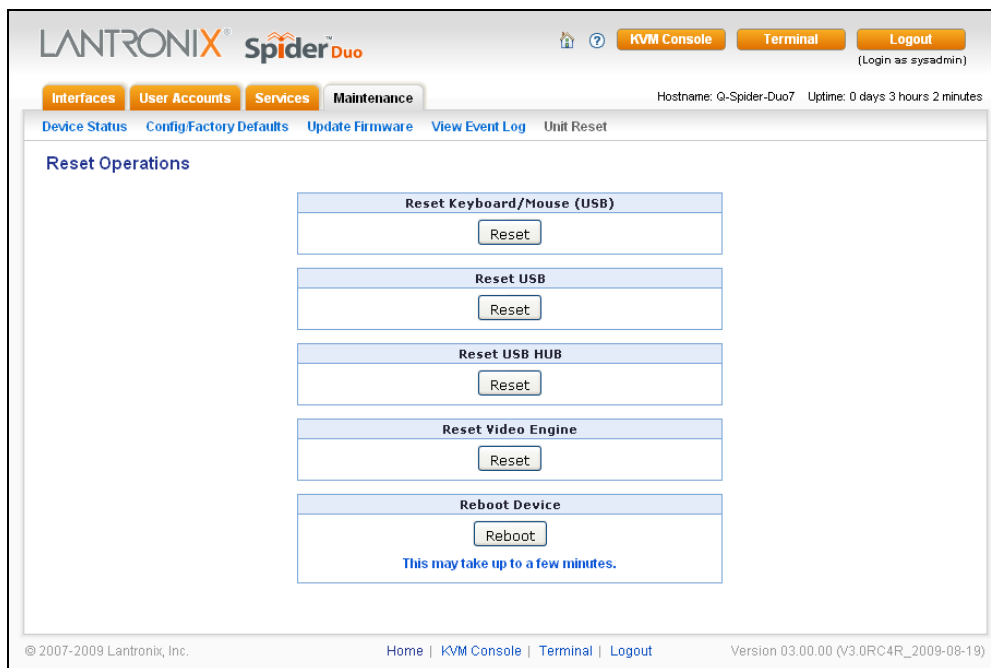 LANTRONIX® Spider™ Duo
KVM Console Terminal Logout
(Login as sysadmin)
Interfaces User Accounts Services Maintenance Hostname: Q-Spider-Duo7 Uptime: 0 days 3 hours 2 minutes
Device Status Config/Factory Defaults Update Firmware View Event Log Unit Reset
Reset Operations
Reset Keyboard/Mouse (USB)
Reset
Reset USB
Reset
Reset USB HUB
Reset
Reset Video Engine
Reset
Reboot Device
Reboot
This may take up to a few minutes.
© 2007-2009 Lantronix, Inc. Home | KVM Console | Terminal | Logout Version 03.00.00 (V3.0RC4R_2009-08-19)